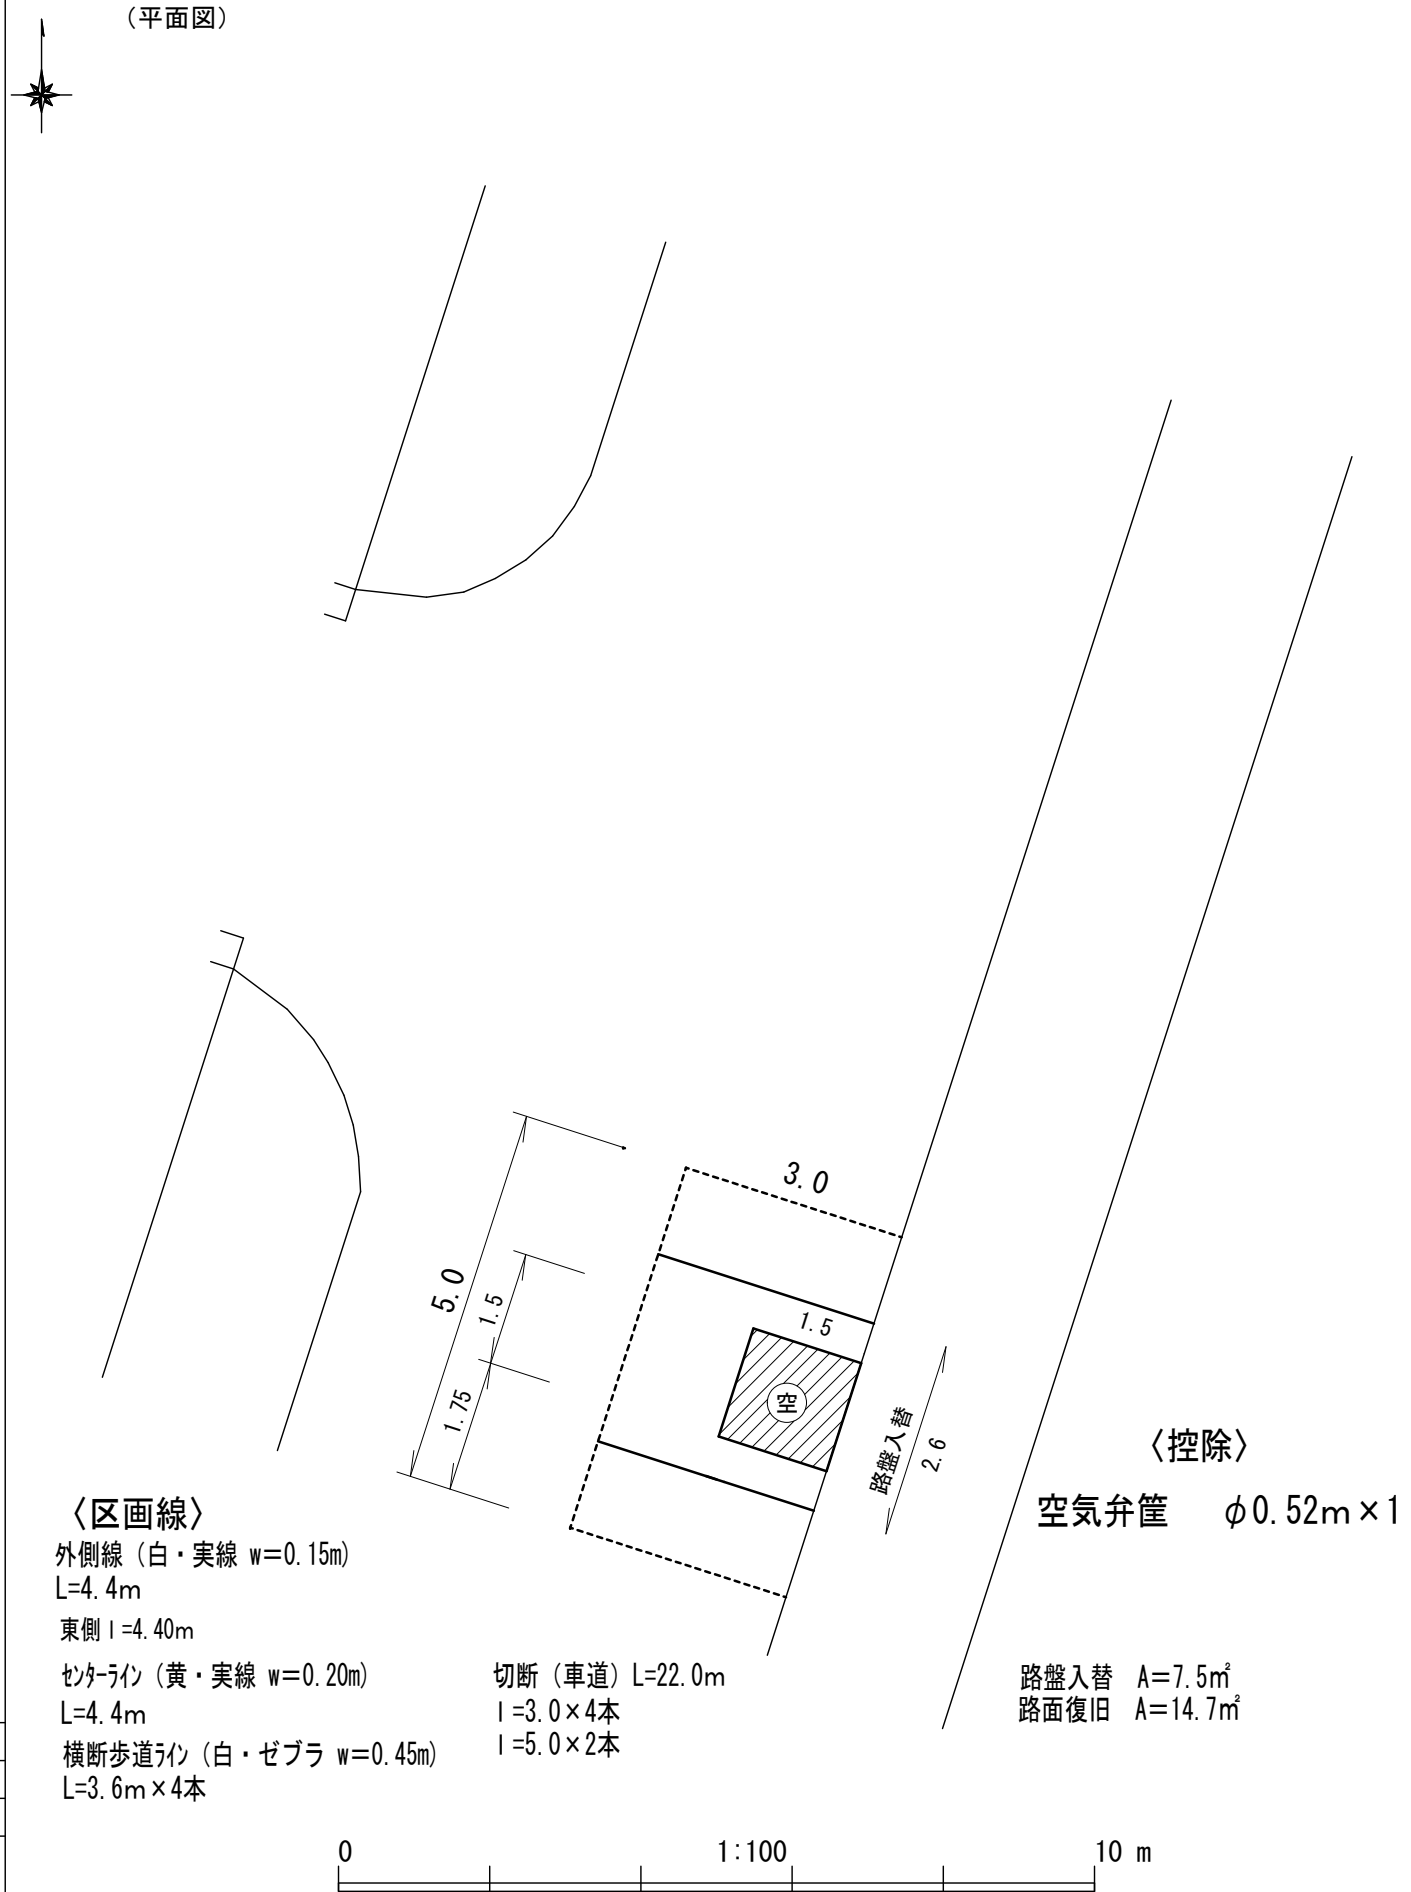 (平面図)
3.0
5.0
1.5
1.5
空
1.75
路盤入替
2.6
〈控除〉
空気弁筐 φ0.52m×1
〈区画線〉
外側線（白・実線 w=0.15m)
L=4.4m
東側 l=4.40m
ｾﾝﾀｰﾗｲﾝ（黄・実線 w=0.20m)
L=4.4m
横断歩道ﾗｲﾝ（白・ゼブラ w=0.45m)
L=3.6m×4本
切断（車道）L=22.0m
l=3.0×4本
l=5.0×2本
路盤入替 A=7.5㎡
路面復旧 A=14.7㎡
0 1:100 10 m